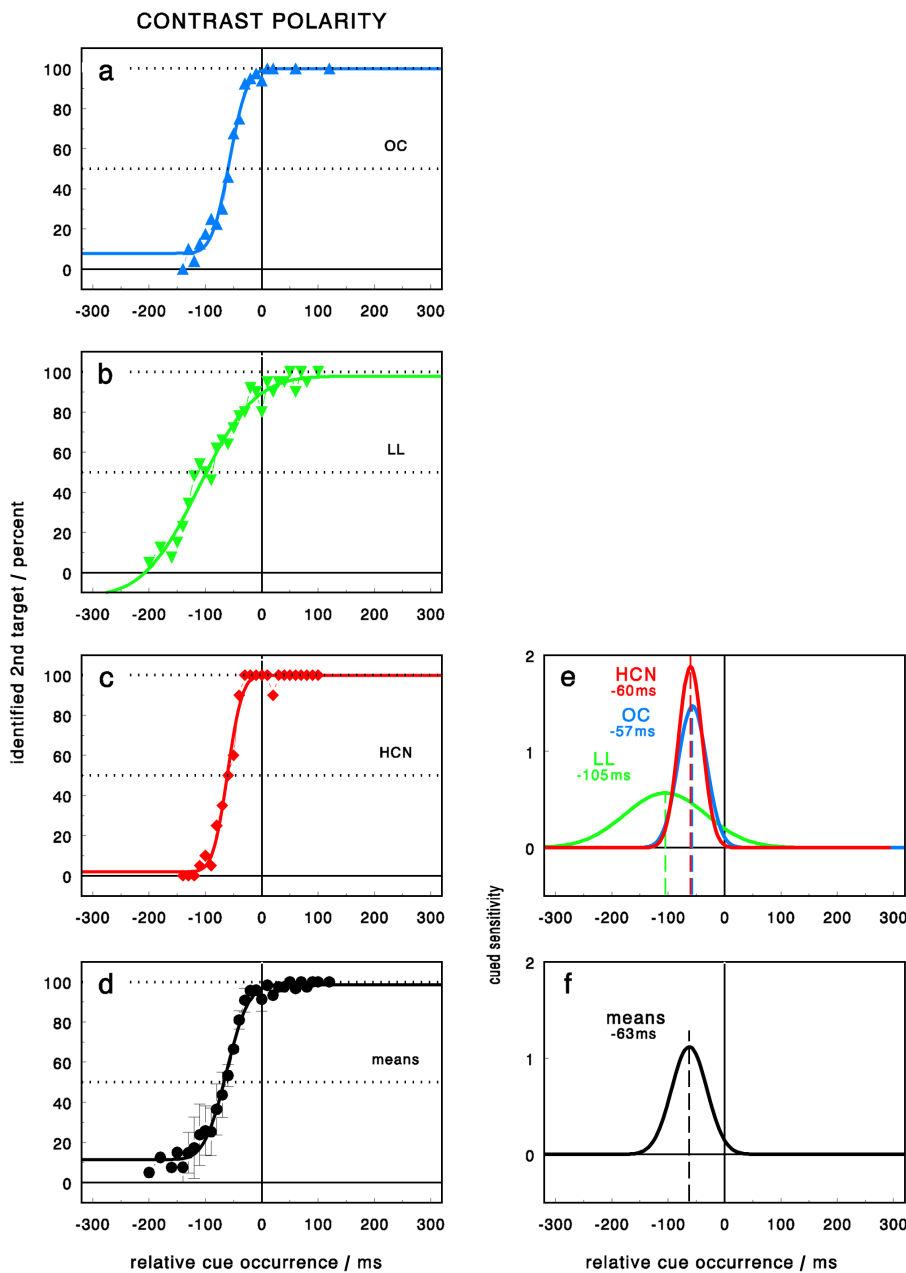 CONTRAST POLARITY
a
100
80
60
40
20
0
OC
-300 -200 -100 0 100 200 300
b
100
80
60
40
20
0
LL
-300 -200 -100 0 100 200 300
identified 2nd target / percent
c
100
80
60
40
20
0
HCN
-300 -200 -100 0 100 200 300
d
100
80
60
40
20
0
means
-300 -200 -100 0 100 200 300
relative cue occurrence / ms
e
2
1
0
HCN
-60ms
OC
-57ms
LL
-105ms
-300 -200 -100 0 100 200 300
cued sensitivity
f
2
1
0
means
-63ms
-300 -200 -100 0 100 200 300
relative cue occurrence / ms